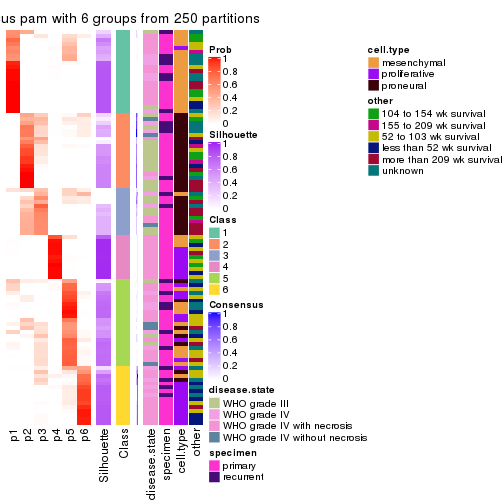 us pam with 6 groups from 250 partitions
p1
p2
p3
p4
p5
p6
Silhouette
Class
disease.state
specimen
cell.type
other
Prob
1
0.8
0.6
0.4
0.2
0
Silhouette
1
0.8
0.6
0.4
0.2
0
Class
1
2
3
4
5
6
Consensus
1
0.8
0.6
0.4
0.2
0
disease.state
WHO grade III
WHO grade IV
WHO grade IV with necrosis
WHO grade IV without necrosis
specimen
primary
recurrent
cell.type
mesenchymal
proliferative
proneural
other
104 to 154 wk survival
155 to 209 wk survival
52 to 103 wk survival
less than 52 wk survival
more than 209 wk survival
unknown